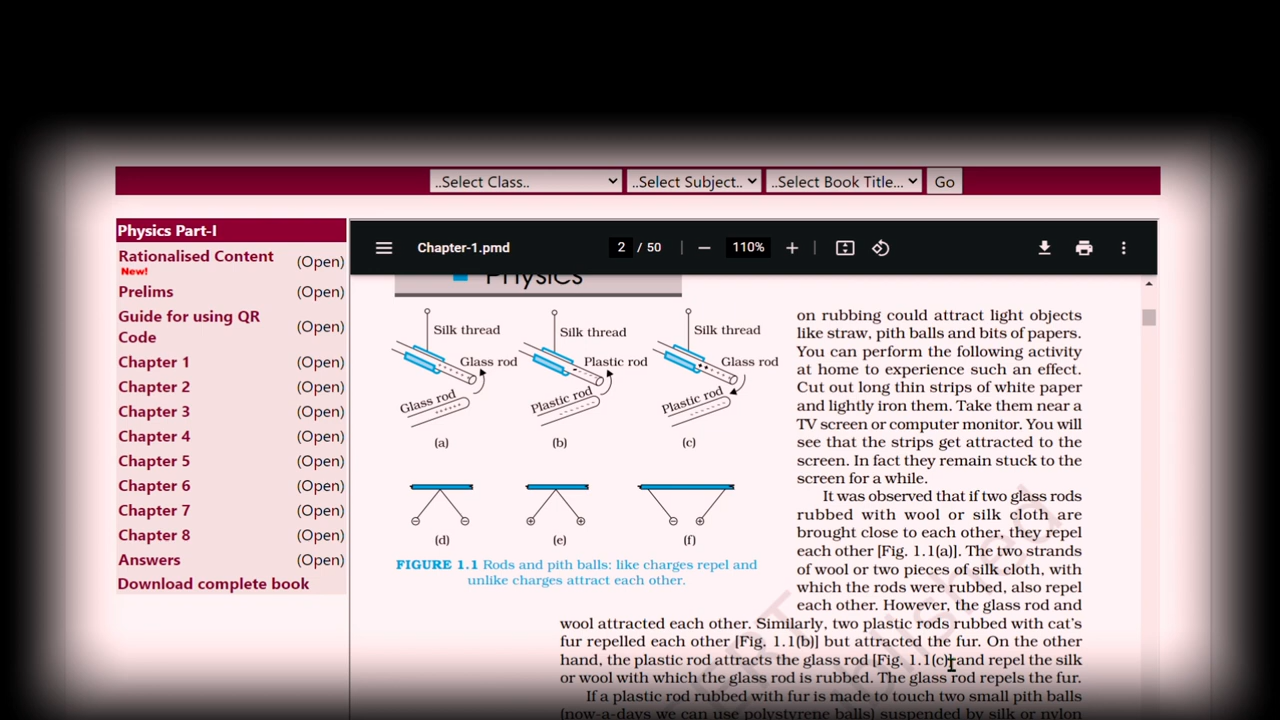 ..Select Class.. ..Select Subject.. ..Select Book Title... Go
Physics Part-I
Rationalised Content (Open)
New!
Prelims (Open)
Guide for using QR (Open)
Code
Chapter 1 (Open)
Chapter 2 (Open)
Chapter 3 (Open)
Chapter 4 (Open)
Chapter 5 (Open)
Chapter 6 (Open)
Chapter 7 (Open)
Chapter 8 (Open)
Answers (Open)
Download complete book
Chapter-1.pmd 2 / 50 110%
Physics
Silk thread Silk thread Silk thread
Glass rod Plastic rod Glass rod
Glass rod Plastic rod Plastic rod
(a) (b) (c)
(d) (e) (f)
FIGURE 1.1 Rods and pith balls: like charges repel and
unlike charges attract each other.
on rubbing could attract light objects
like straw, pith balls and bits of papers.
You can perform the following activity
at home to experience such an effect.
Cut out long thin strips of white paper
and lightly iron them. Take them near a
TV screen or computer monitor. You will
see that the strips get attracted to the
screen. In fact they remain stuck to the
screen for a while.
It was observed that if two glass rods
rubbed with wool or silk cloth are
brought close to each other, they repel
each other [Fig. 1.1(a)]. The two strands
of wool or two pieces of silk cloth, with
which the rods were rubbed, also repel
each other. However, the glass rod and
wool attracted each other. Similarly, two plastic rods rubbed with cat's
fur repelled each other [Fig. 1.1(b)] but attracted the fur. On the other
hand, the plastic rod attracts the glass rod [Fig. 1.1(c)] and repel the silk
or wool with which the glass rod is rubbed. The glass rod repels the fur.
If a plastic rod rubbed with fur is made to touch two small pith balls
(now-a-days we can use polystyrene balls) suspended by silk or nylon